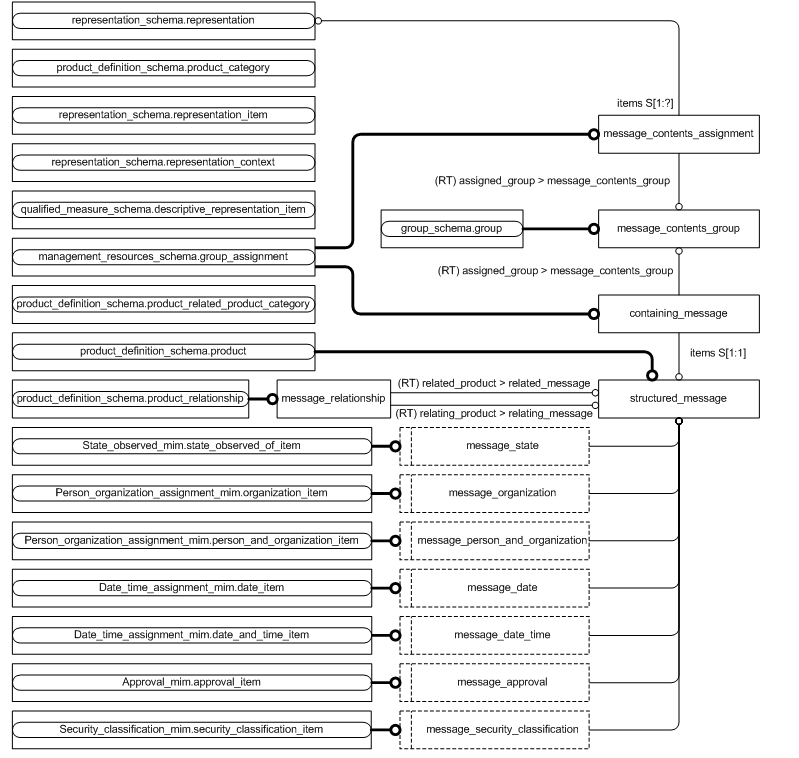 representation_schema.representation
product_definition_schema.product_category
items S[1:?]
representation_schema.representation_item
message_contents_assignment
representation_schema.representation_context
(RT) assigned_group > message_contents_group
qualified_measure_schema.descriptive_representation_item
group_schema.group
message_contents_group
management_resources_schema.group_assignment
(RT) assigned_group > message_contents_group
product_definition_schema.product_related_product_category
containing_message
product_definition_schema.product
items S[1:1]
product_definition_schema.product_relationship
message_relationship
(RT) related_product > related_message
(RT) relating_product > relating_message
structured_message
State_observed_mim.state_observed_of_item
message_state
Person_organization_assignment_mim.organization_item
message_organization
Person_organization_assignment_mim.person_and_organization_item
message_person_and_organization
Date_time_assignment_mim.date_item
message_date
Date_time_assignment_mim.date_and_time_item
message_date_time
Approval_mim.approval_item
message_approval
Security_classification_mim.security_classification_item
message_security_classification